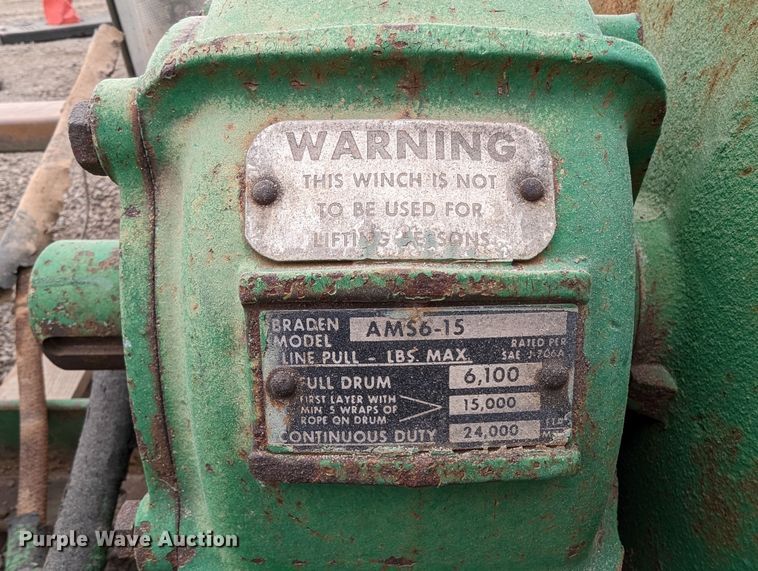 WARNING
THIS WINCH IS NOT
TO BE USED FOR
LIFTING PERSONS
BRADEN
MODEL AMS6-15
LINE PULL - LBS. MAX. RATED PER
SAE J-706A
FULL DRUM 6,100
FIRST LAYER WITH
MIN. 5 WRAPS OF 15,000
ROPE ON DRUM
CONTINUOUS DUTY 24,000
Purple Wave Auction